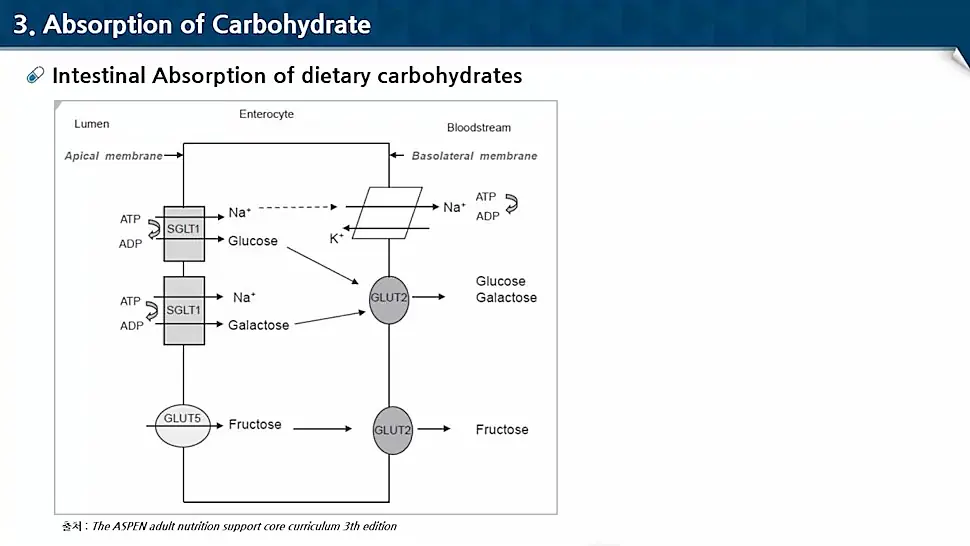 3. Absorption of Carbohydrate
Intestinal Absorption of dietary carbohydrates
Lumen
Enterocyte
Bloodstream
Apical membrane
Basolateral membrane
ATP
ADP
SGLT1
Na⁺
Glucose
K⁺
Na⁺
ATP
ADP
ATP
ADP
SGLT1
Na⁺
Galactose
GLUT2
Glucose
Galactose
GLUT5
Fructose
GLUT2
Fructose
출처 : The ASPEN adult nutrition support core curriculum 3th edition